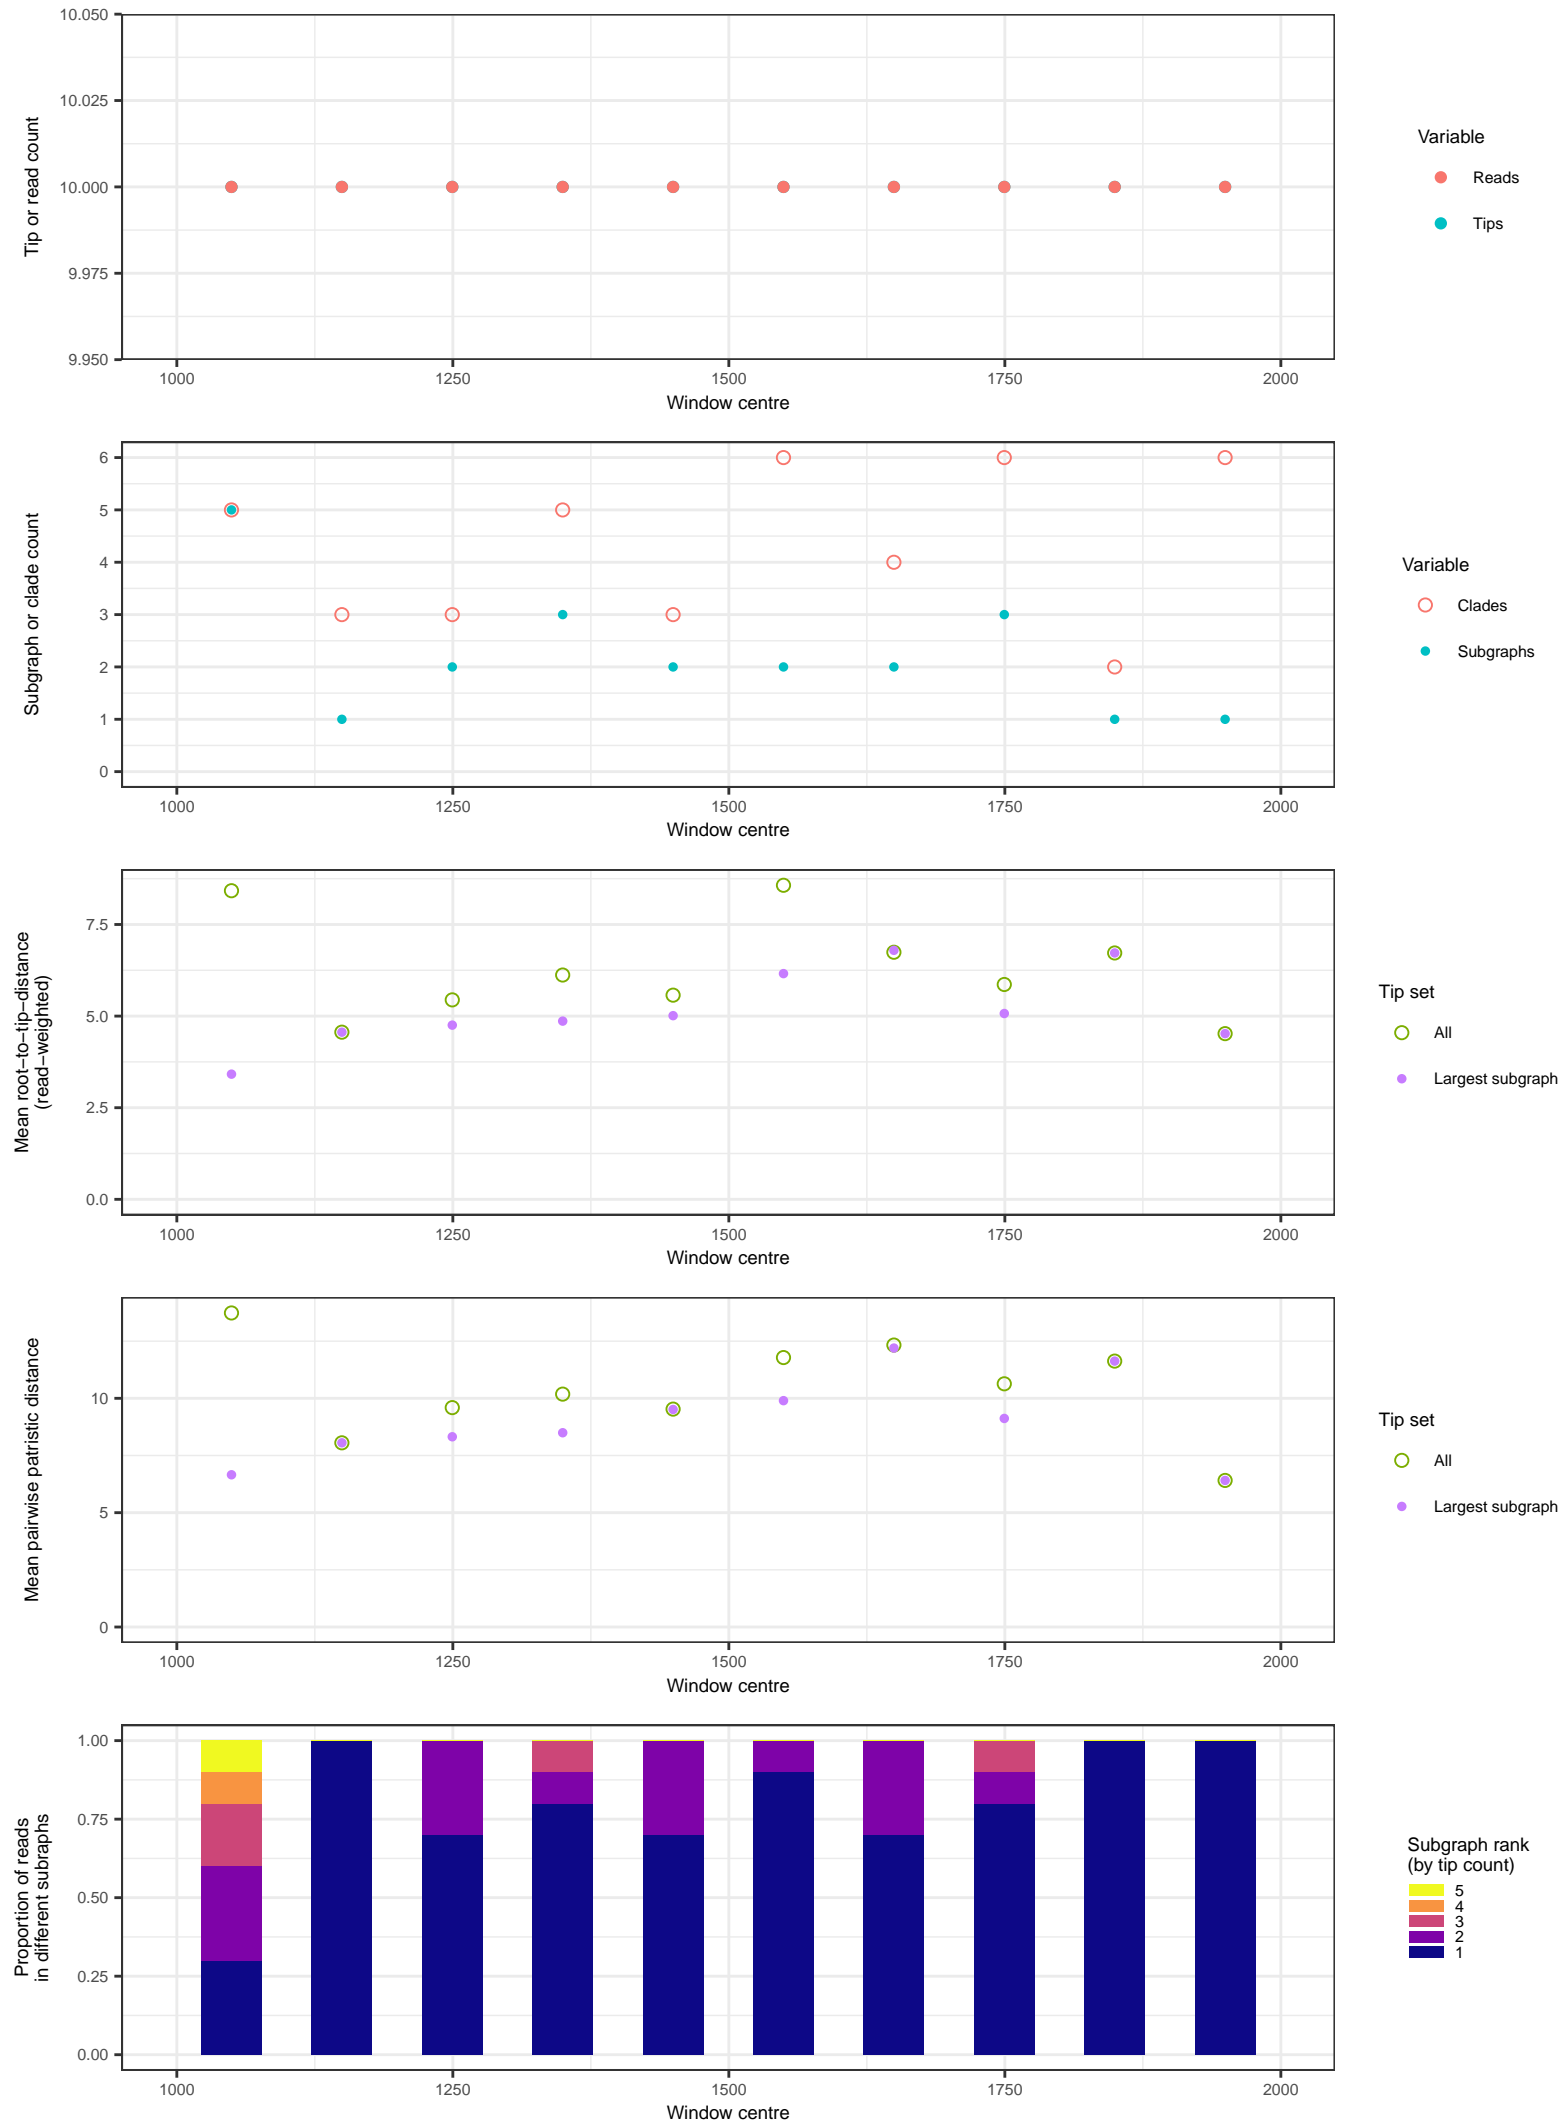 10.050
10.025
10.000
9.975
9.950
Tip or read count
1000 1250 1500 1750 2000
Window centre
Variable
Reads
Tips
6
5
4
3
2
1
0
Subgraph or clade count
1000 1250 1500 1750 2000
Window centre
Variable
Clades
Subgraphs
7.5
5.0
2.5
0.0
Mean root−to−tip−distance
(read−weighted)
1000 1250 1500 1750 2000
Window centre
Tip set
All
Largest subgraph
10
5
0
Mean pairwise patristic distance
1000 1250 1500 1750 2000
Window centre
Tip set
All
Largest subgraph
1.00
0.75
0.50
0.25
0.00
Proportion of reads
in different subraphs
1000 1250 1500 1750 2000
Window centre
Subgraph rank
(by tip count)
5
4
3
2
1